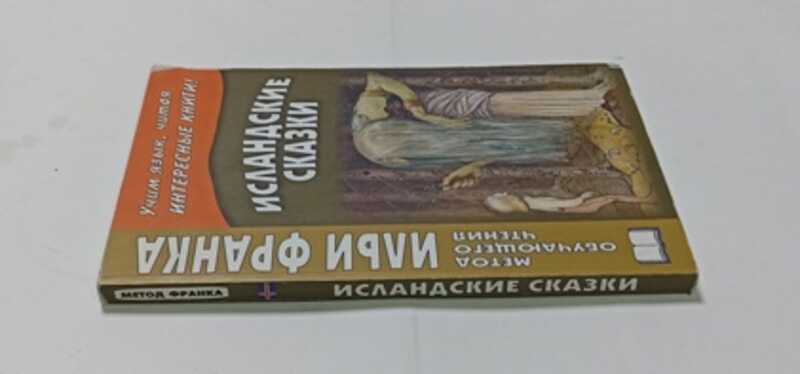 Учим язык, читая
ИНТЕРЕСНЫЕ КНИГИ!
ИСЛАНДСКИЕ
СКАЗКИ
МЕТОД
ОБУЧАЮЩЕГО
ЧТЕНИЯ
ИЛЬИ ФРАНКА
МЕТОД ФРАНКА
ИСЛАНДСКИЕ СКАЗКИ